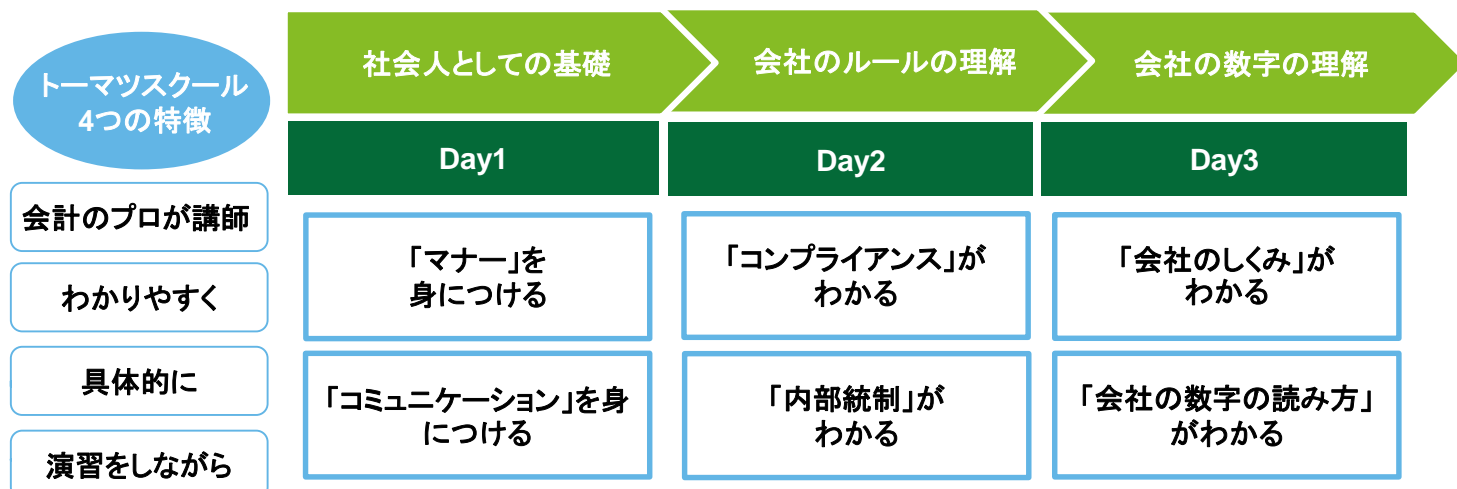 トーマツスクール
4つの特徴
会計のプロが講師
わかりやすく
具体的に
演習をしながら
社会人としての基礎
会社のルールの理解
会社の数字の理解
Day1
Day2
Day3
「マナー」を
身につける
「コンプライアンス」が
わかる
「会社のしくみ」が
わかる
「コミュニケーション」を身
につける
「内部統制」が
わかる
「会社の数字の読み方」
がわかる